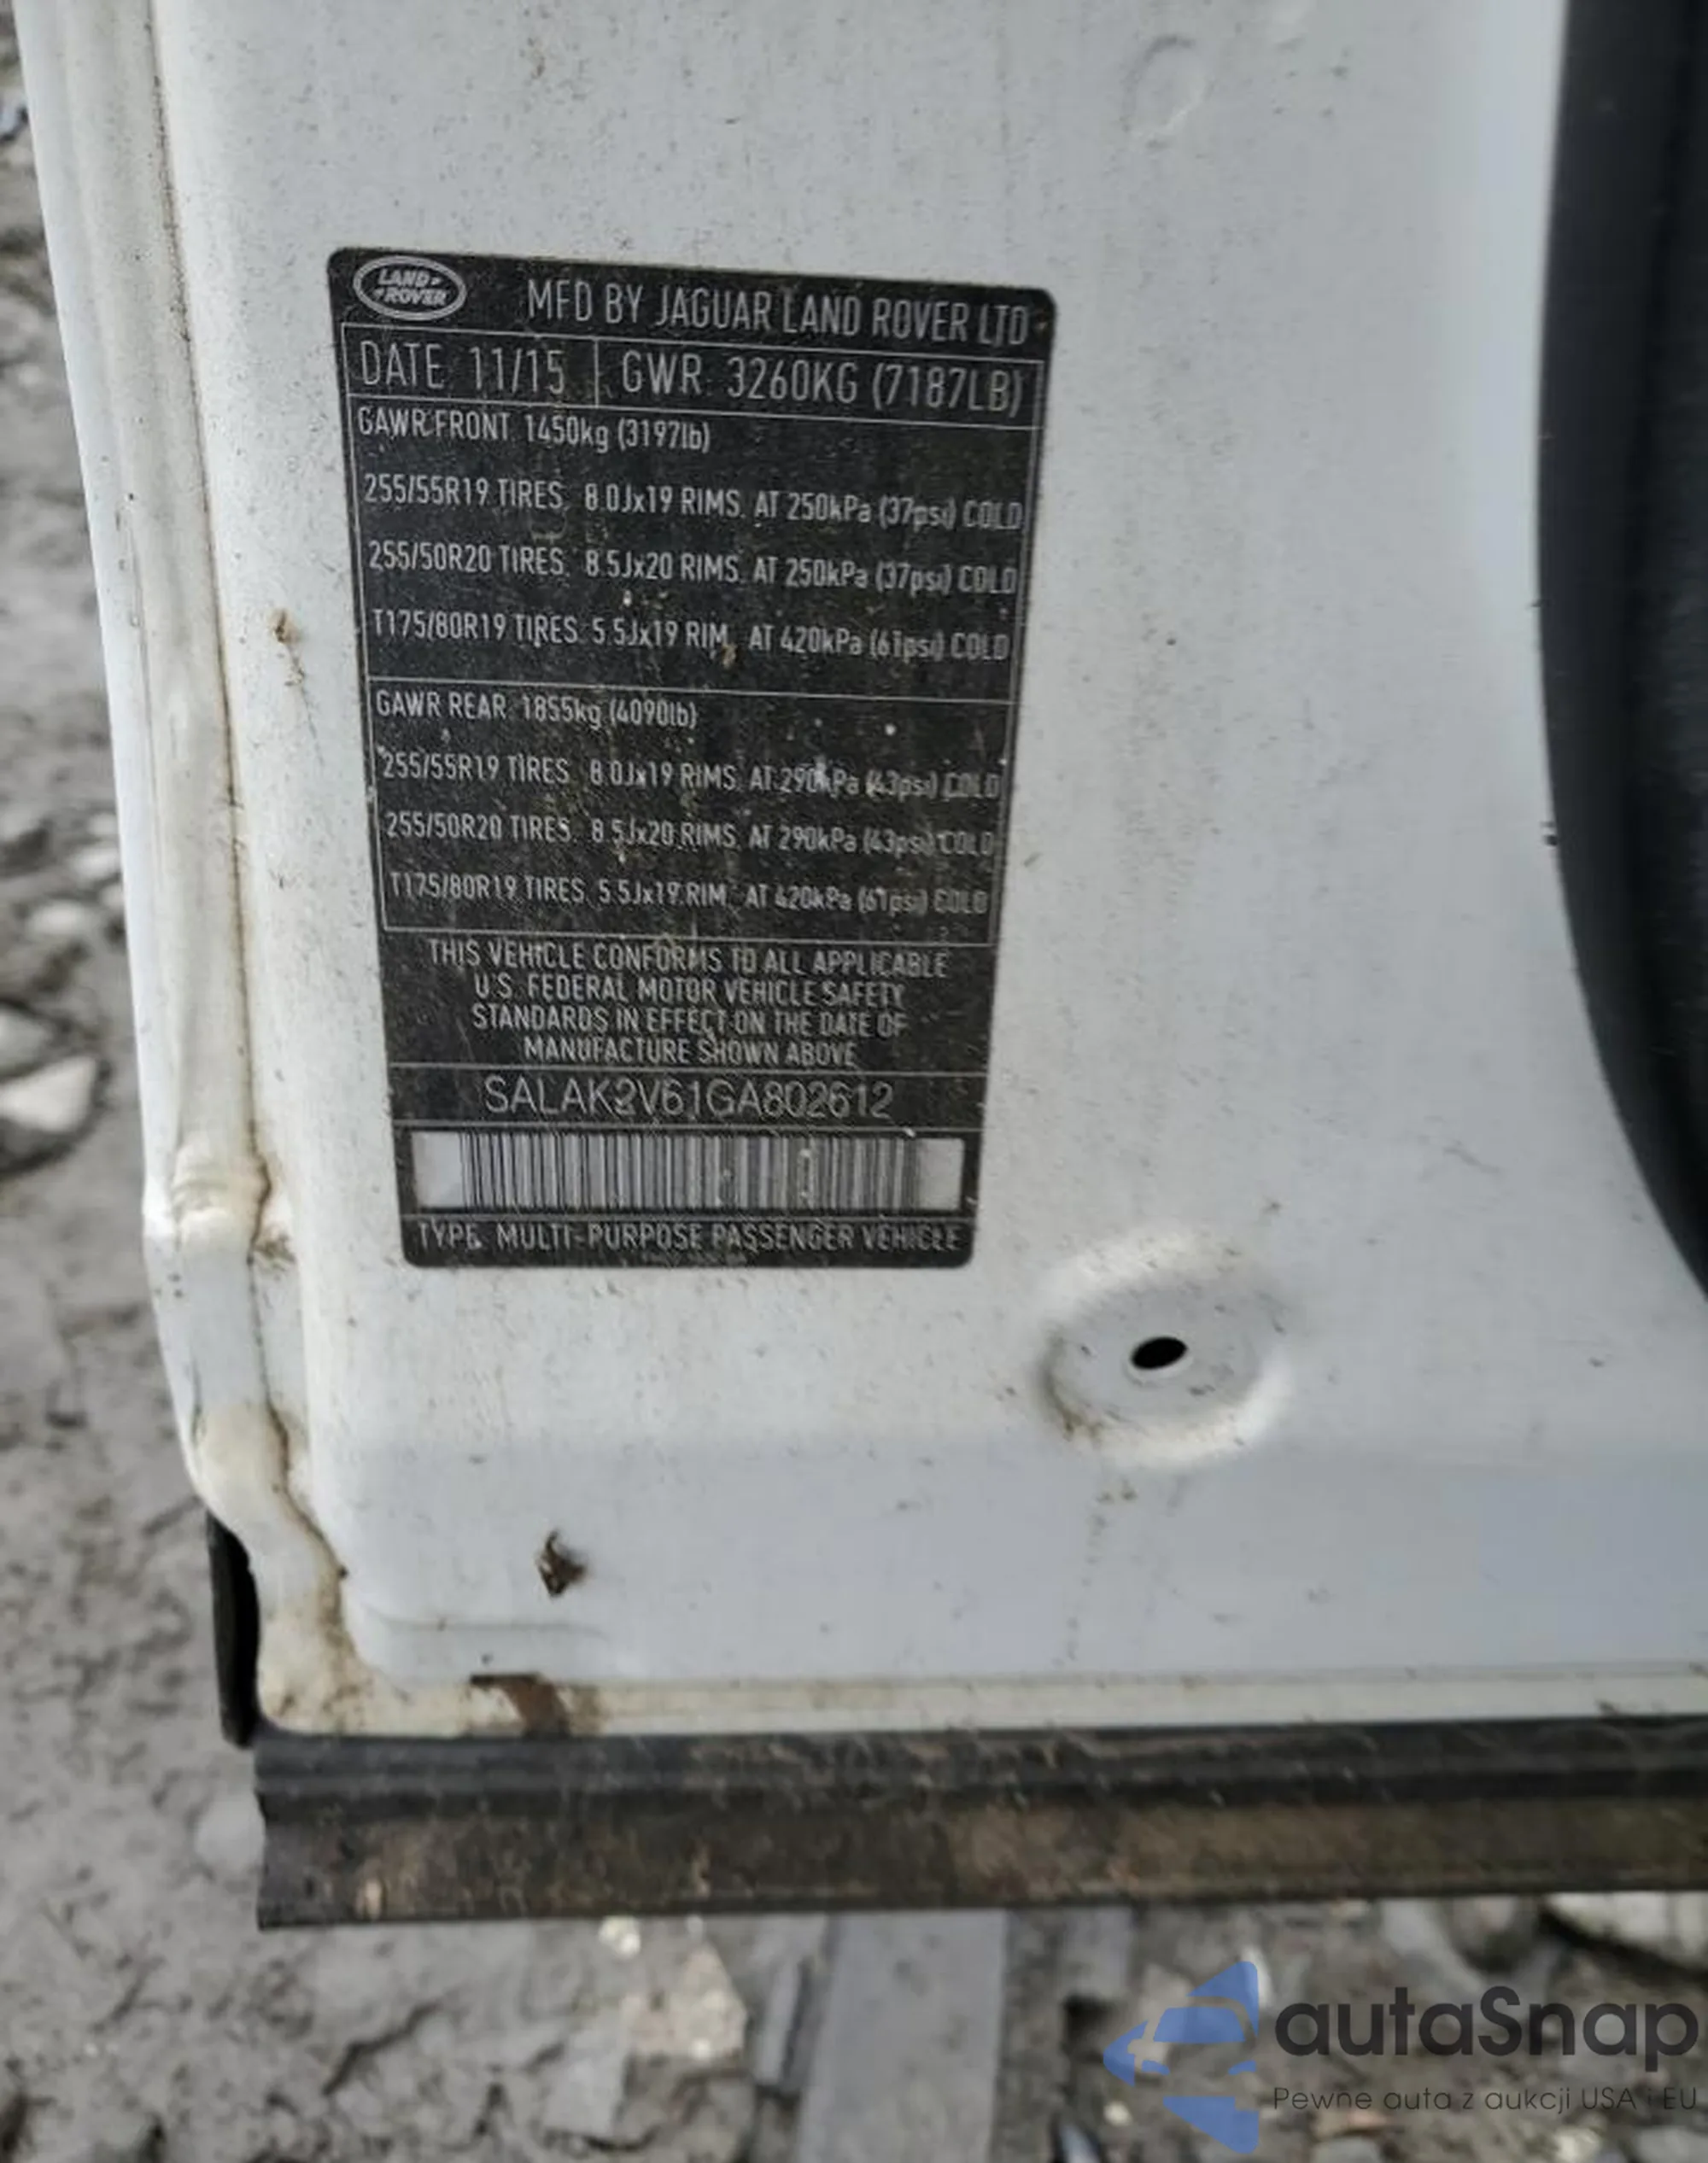 LAND ROVER
MFD BY JAGUAR LAND ROVER LTD
DATE: 11/15 GWR: 3260KG (7187LB)
GAWR FRONT 1450kg (3197lb)
255/55R19 TIRES. 8.0Jx19 RIMS. AT 250kPa (37psi) COLD
255/50R20 TIRES. 8.5Jx20 RIMS. AT 250kPa (37psi) COLD
T175/80R19 TIRES. 5.5Jx19 RIM. AT 420kPa (61psi) COLD
GAWR REAR 1855kg (4090lb)
255/55R19 TIRES. 8.0Jx19 RIMS. AT 290kPa (43psi) COLD
255/50R20 TIRES. 8.5Jx20 RIMS. AT 290kPa (43psi) COLD
T175/80R19 TIRES. 5.5Jx19 RIM. AT 420kPa (61psi) COLD
THIS VEHICLE CONFORMS TO ALL APPLICABLE
U.S. FEDERAL MOTOR VEHICLE SAFETY
STANDARDS IN EFFECT ON THE DATE OF
MANUFACTURE SHOWN ABOVE
SALAK2V61GA802612
TYPE: MULTI-PURPOSE PASSENGER VEHICLE
autaSnap
Pewne auta z aukcji USA i EU